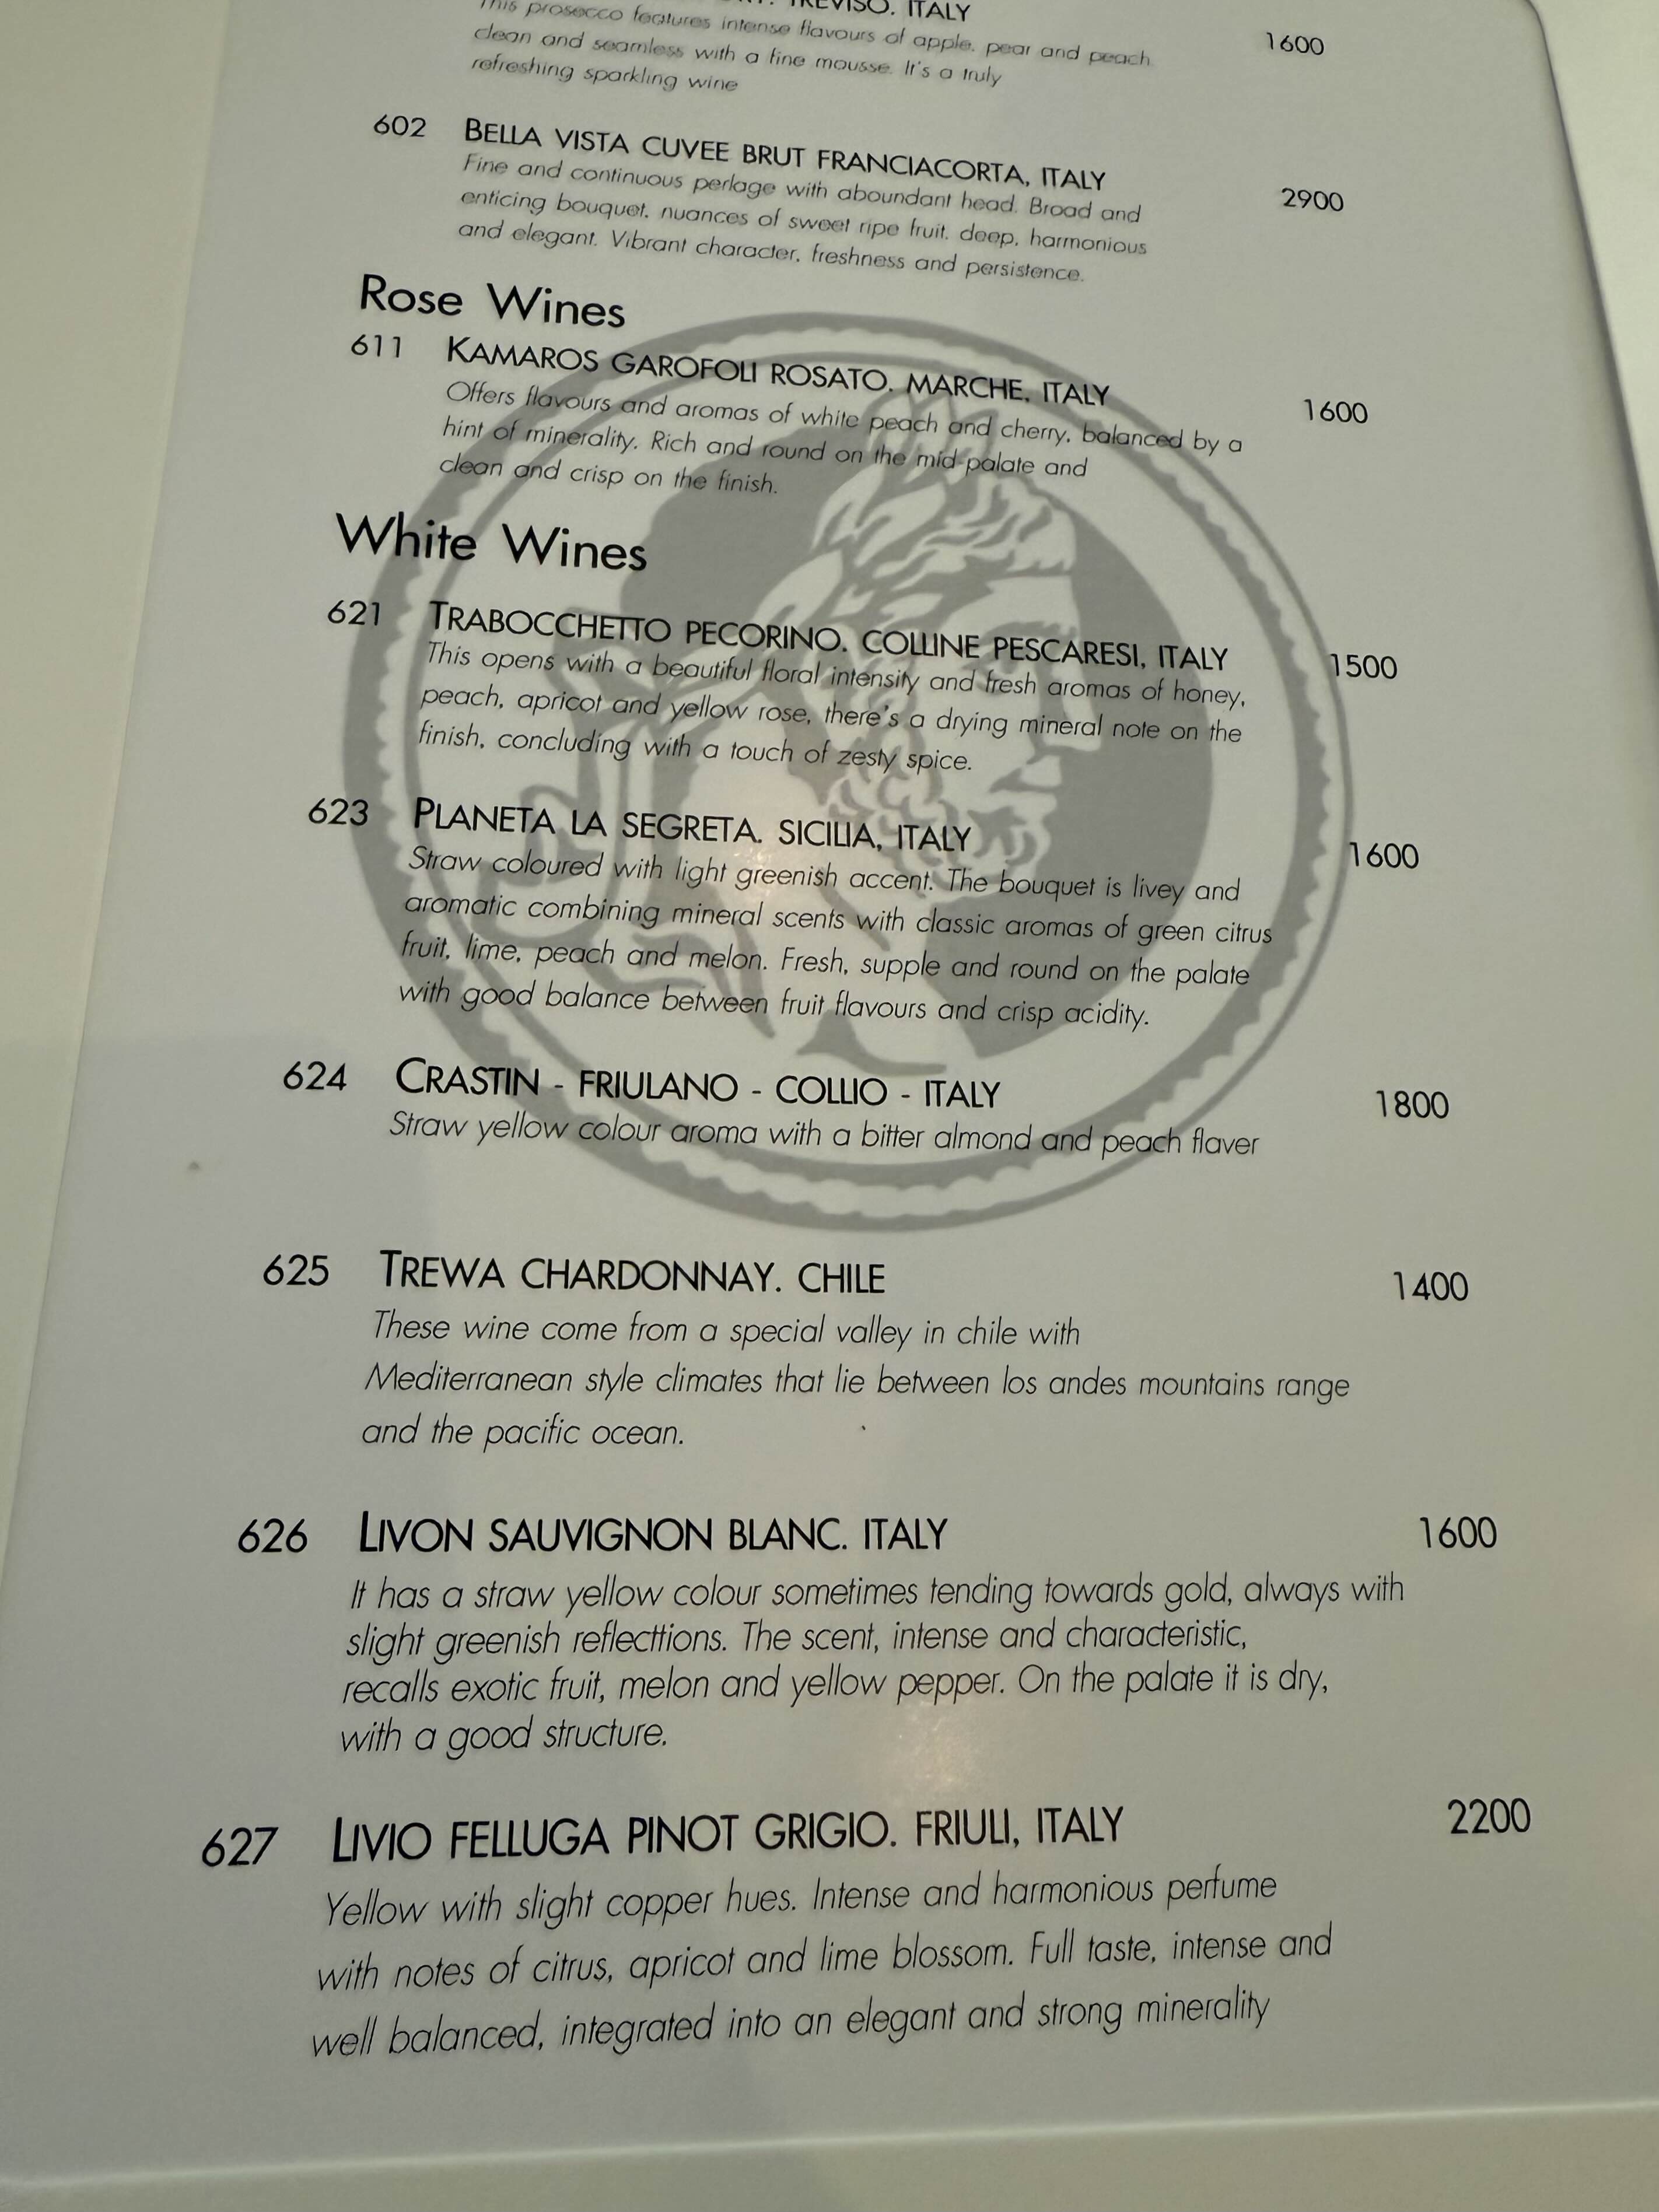 TREVISO. ITALY
This prosecco features intense flavours of apple, pear and peach 1600
clean and seamless with a fine mousse. It's a truly
refreshing sparkling wine
602 BELLA VISTA CUVEE BRUT FRANCIACORTA, ITALY 2900
Fine and continuous perlage with aboundant head. Broad and
enticing bouquet, nuances of sweet ripe fruit, deep, harmonious
and elegant. Vibrant character, freshness and persistence.
Rose Wines
611 KAMAROS GAROFOLI ROSATO. MARCHE, ITALY 1600
Offers flavours and aromas of white peach and cherry, balanced by a
hint of minerality. Rich and round on the mid-palate and
clean and crisp on the finish.
White Wines
621 TRABOCCHETTO PECORINO. COLLINE PESCARESI, ITALY 1500
This opens with a beautiful floral intensity and fresh aromas of honey,
peach, apricot and yellow rose, there's a drying mineral note on the
finish, concluding with a touch of zesty spice.
623 PLANETA LA SEGRETA. SICILIA, ITALY 1600
Straw coloured with light greenish accent. The bouquet is livey and
aromatic combining mineral scents with classic aromas of green citrus
fruit, lime, peach and melon. Fresh, supple and round on the palate
with good balance between fruit flavours and crisp acidity.
624 CRASTIN - FRIULANO - COLLIO - ITALY 1800
Straw yellow colour aroma with a bitter almond and peach flaver
625 TREWA CHARDONNAY. CHILE 1400
These wine come from a special valley in chile with
Mediterranean style climates that lie between los andes mountains range
and the pacific ocean.
626 LIVON SAUVIGNON BLANC. ITALY 1600
It has a straw yellow colour sometimes tending towards gold, always with
slight greenish reflecttions. The scent, intense and characteristic,
recalls exotic fruit, melon and yellow pepper. On the palate it is dry,
with a good structure.
627 LIVIO FELLUGA PINOT GRIGIO. FRIULI, ITALY 2200
Yellow with slight copper hues. Intense and harmonious perfume
with notes of citrus, apricot and lime blossom. Full taste, intense and
well balanced, integrated into an elegant and strong minerality